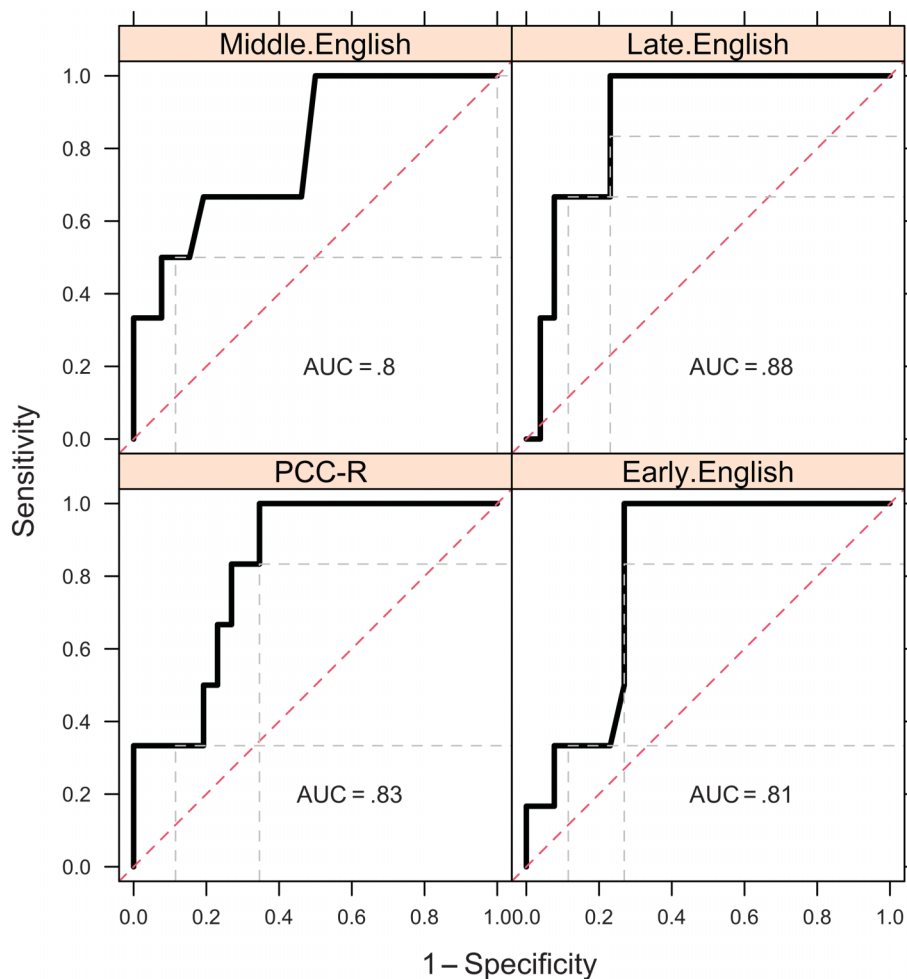 Middle.English Late.English
1.0
0.8
0.6
0.4
0.2
0.0
AUC = .8 AUC = .88
PCC-R Early.English
1.0
0.8
0.6
0.4
0.2
0.0
AUC = .83 AUC = .81
0.0 0.2 0.4 0.6 0.8 1.0 0.0 0.2 0.4 0.6 0.8 1.0
Sensitivity
1 – Specificity